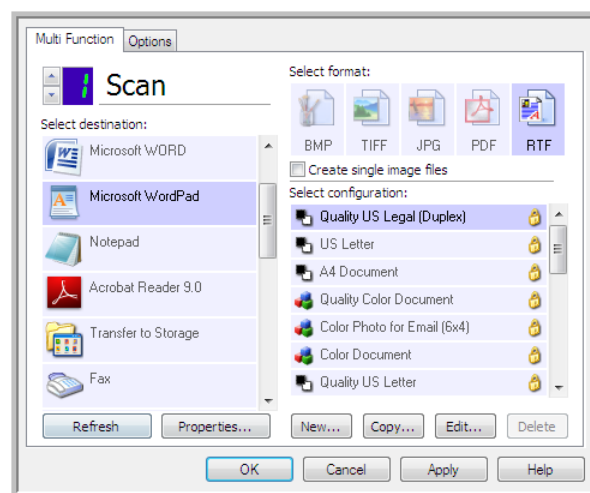 Multi Function
Options
1
Scan
Select destination:
Microsoft WORD
Microsoft WordPad
Notepad
Acrobat Reader 9.0
Transfer to Storage
Fax
Refresh
Properties...
Select format:
BMP TIFF JPG PDF RTF
Create single image files
Select configuration:
Quality US Legal (Duplex)
US Letter
A4 Document
Quality Color Document
Color Photo for Email (6x4)
Color Document
Quality US Letter
New... Copy... Edit... Delete
OK Cancel Apply Help